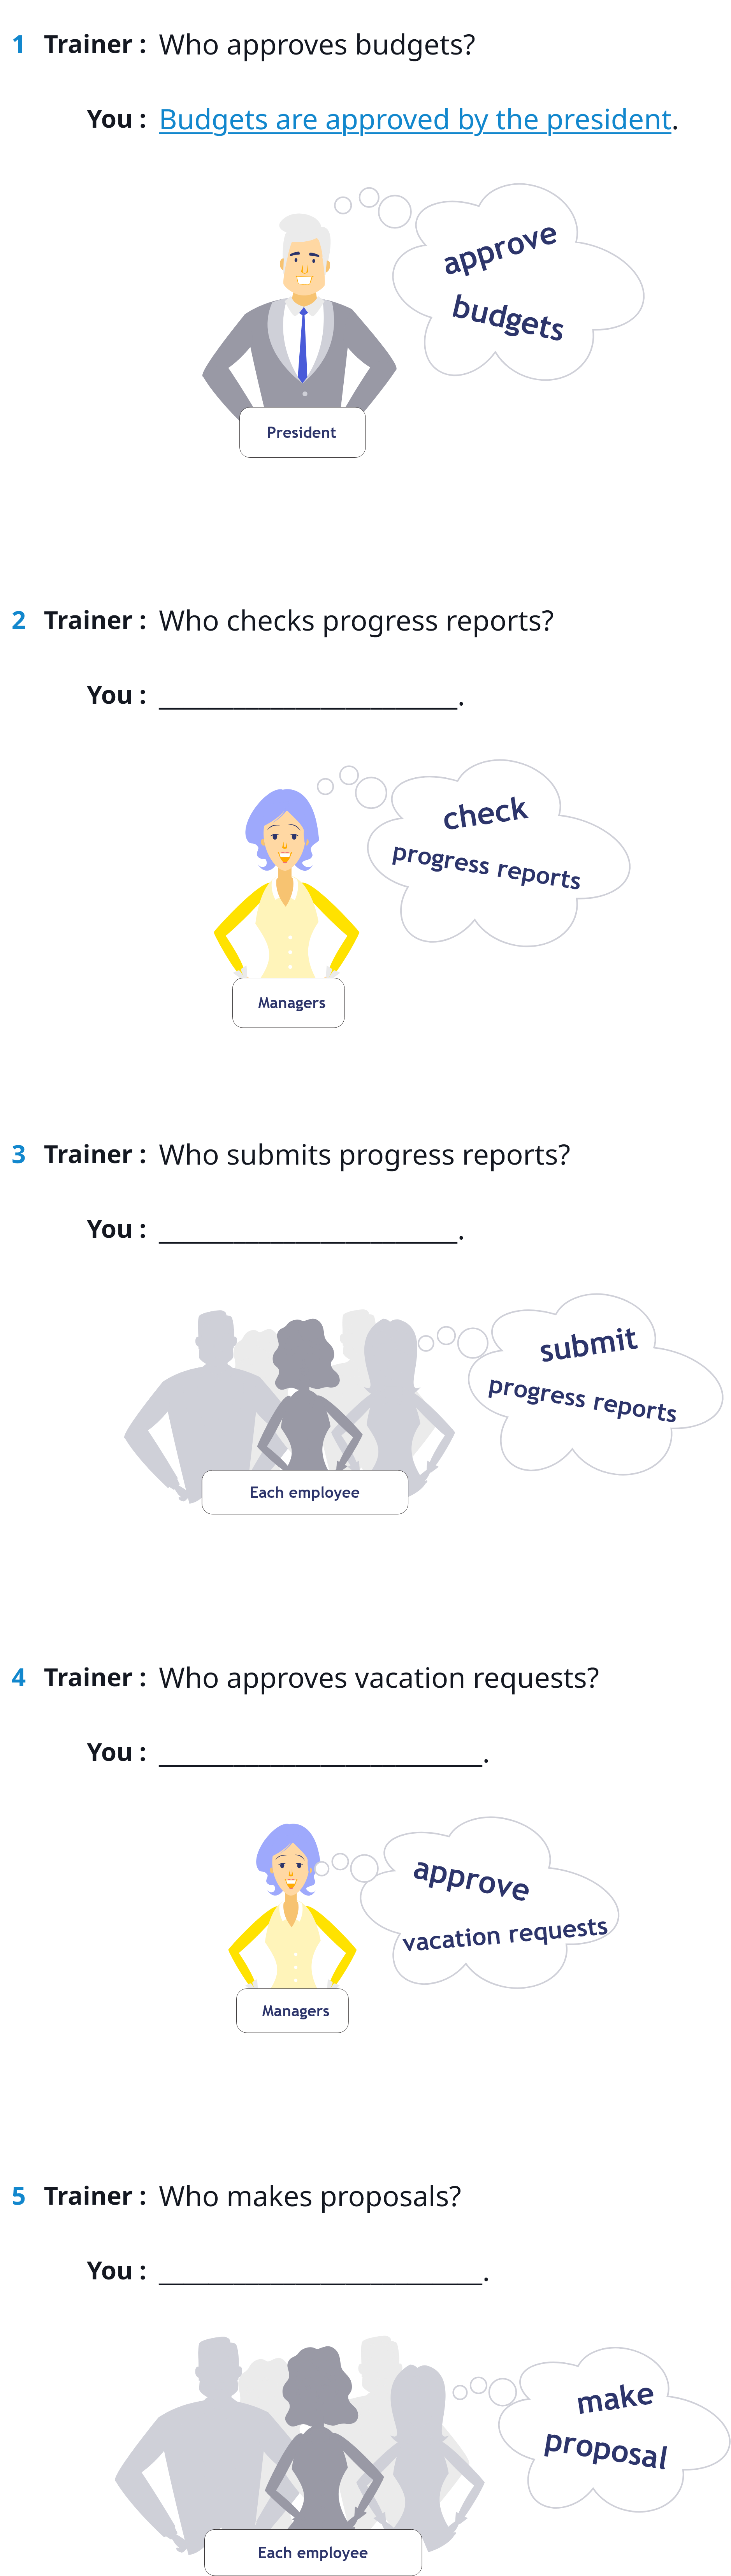 1 Trainer : Who approves budgets?
You : Budgets are approved by the president.
approve
budgets
President
2 Trainer : Who checks progress reports?
You : ________________________.
check
progress reports
Managers
3 Trainer : Who submits progress reports?
You : ________________________.
submit
progress reports
Each employee
4 Trainer : Who approves vacation requests?
You : __________________________.
approve
vacation requests
Managers
5 Trainer : Who makes proposals?
You : __________________________.
make
proposal
Each employee